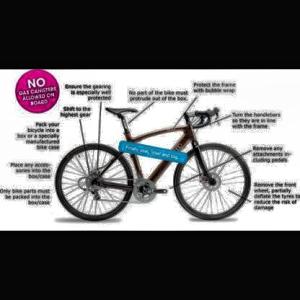 NO
GAS CANISTERS
ALLOWED ON
BOARD
Ensure the gearing
is especially well
protected
Shift to the
highest gear
Pack your
bicycle into a
box or a specially
manufactured
case
Place any acces-
sories into the
box/case
Only bike parts must
be packed into the
box/case
No part of the bike must
protrude out of the box.
Protect the frame
with bubble wrap
Turn the handlebars
so they are in line
with the frame.
Remove any
attachments in-
cluding pedals
Remove the front
wheel, partially
deflate the tyres to
reduce the risk of
damage